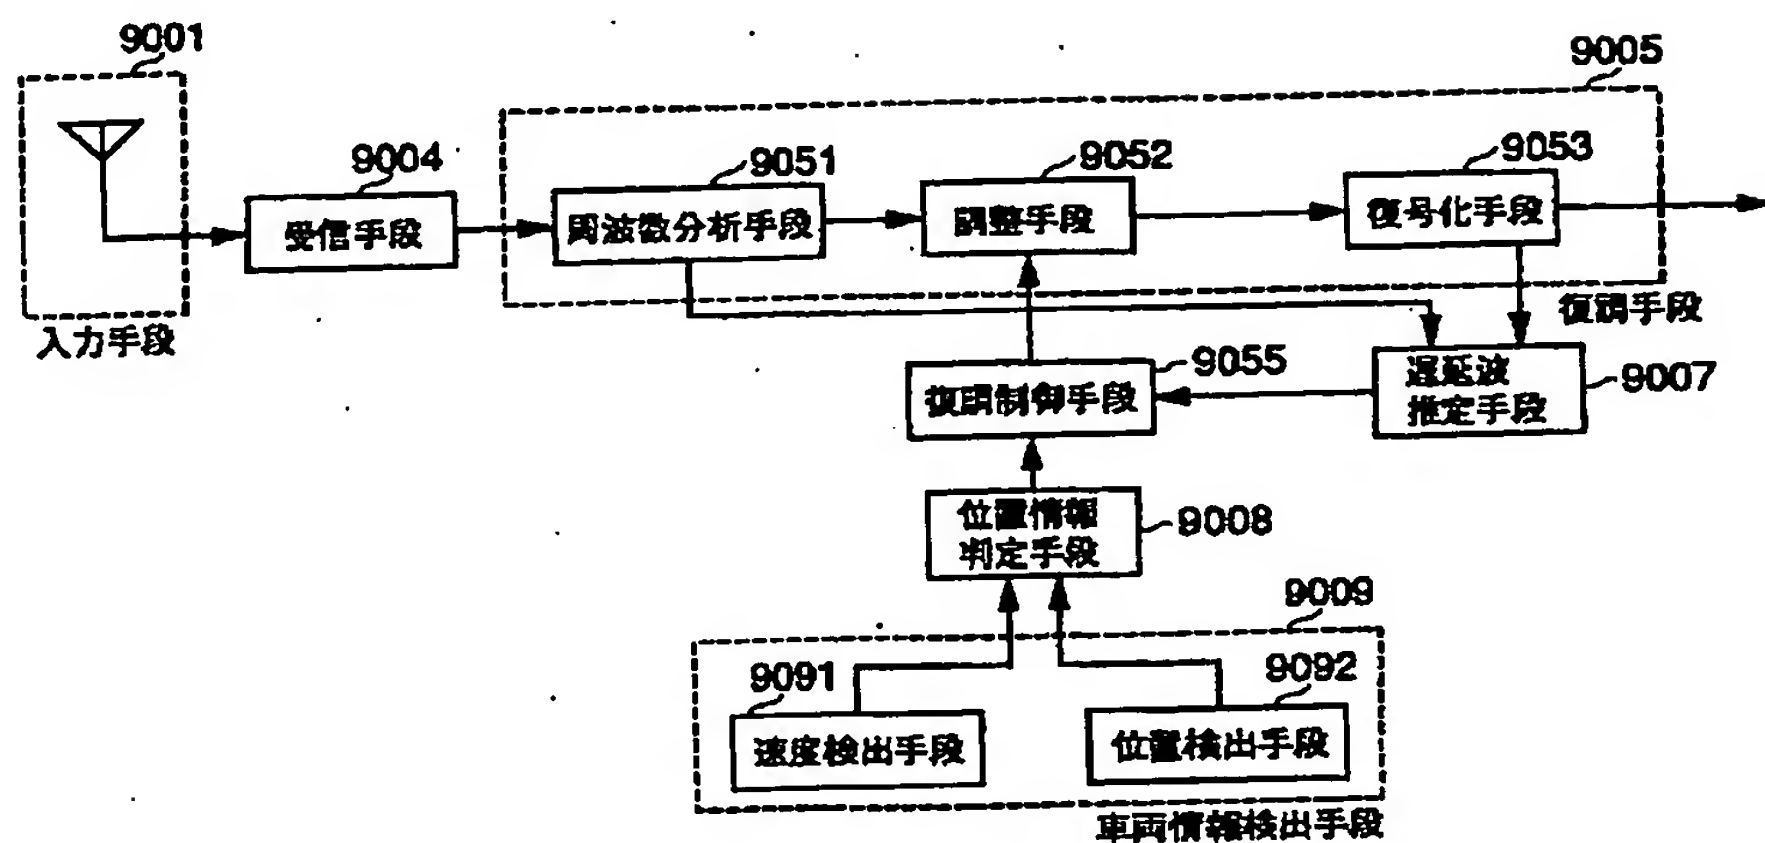 9001
9005
9004
9051
9052
9053
受信手段
周波数分析手段
調整手段
復号化手段
入力手段
復調手段
9055
復調制御手段
遅延波
推定手段
9007
位置情報
判定手段
9008
9009
9091
9092
速度検出手段
位置検出手段
車両情報検出手段